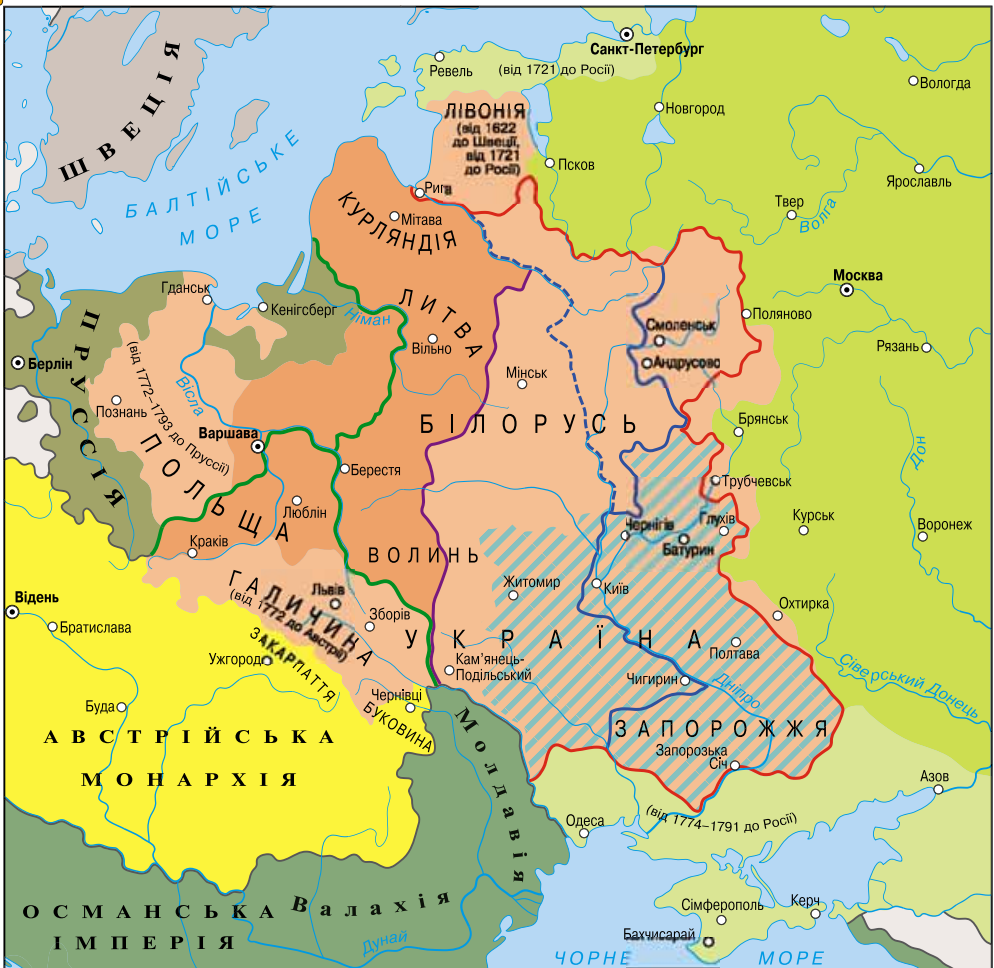 Санкт-Петербург
Ревель
(від 1721 до Росії)
Вологда
Новгород
ШВЕЦІЯ
ЛІВОНІЯ
(від 1622
до Швеції,
від 1721
до Росії)
Псков
Ярославль
БАЛТІЙСЬКЕ
МОРЕ
Рига
Мітава
КУРЛЯНДІЯ
Твер
Волга
Москва
Гданськ
Кенігсберг
Німан
ЛИТВА
Вільно
Смоленськ
Андрусово
Поляново
Рязань
ПРУССІЯ
Берлін
(від 1772–1793 до Пруссії)
Познань
Вісла
Варшава
Мінськ
БІЛОРУСЬ
Брянськ
Дон
ПОЛЬЩА
Берестя
Люблін
Трубчевськ
Чернігів
Глухів
Батурин
Курськ
Воронеж
Краків
ВОЛИНЬ
ГАЛИЧИНА
(від 1772 до Австрії)
Львів
Зборів
Житомир
Київ
Охтирка
Відень
Братислава
УКРАЇНА
Полтава
ЗАКАРПАТТЯ
Ужгород
Кам’янець-
Подільський
Чигирин
Дніпро
Сіверський Донець
Чернівці
БУКОВИНА
Буда
АВСТРІЙСЬКА
МОНАРХІЯ
Молдавія
ЗАПОРОЖЖЯ
Запорозька
Січ
Азов
Одеса
(від 1774–1791 до Росії)
ОСМАНСЬКА
ІМПЕРІЯ
Валахія
Дунай
Сімферополь
Керч
Бахчисарай
ЧОРНЕ МОРЕ